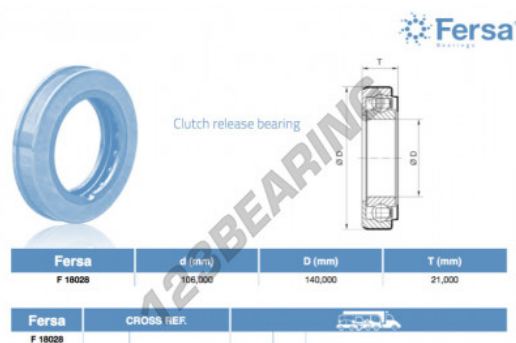 Fersa
Bearings
T
Clutch release bearing
Ø D
Ø D
123BEARING
Fersa d (mm) D (mm) T (mm)
F 18028 106,000 140,000 21,000
Fersa CROSS REF.
F 18028